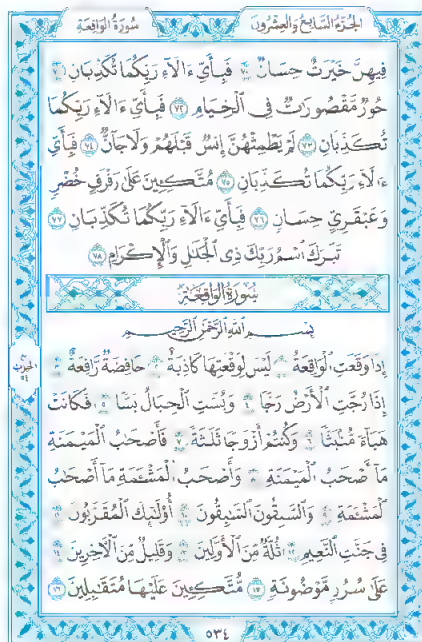 الجزء السابع والعشرون سورة الواقعة
فِيهِنَّ خَيْرَٰتٌ حِسَانٌ ٧٠ فَبِأَيِّ ءَالَآءِ رَبِّكُمَا تُكَذِّبَانِ ٧١
حُورٌ مَّقْصُورَٰتٌ فِى ٱلْخِيَامِ ٧٢ فَبِأَيِّ ءَالَآءِ رَبِّكُمَا
تُكَذِّبَانِ ٧٣ لَمْ يَطْمِثْهُنَّ إِنسٌ قَبْلَهُمْ وَلَا جَآنٌّ ٧٤ فَبِأَيِّ
ءَالَآءِ رَبِّكُمَا تُكَذِّبَانِ ٧٥ مُتَّكِـِٔينَ عَلَىٰ رَفْرَفٍ خُضْرٍ
وَعَبْقَرِىٍّ حِسَانٍ ٧٦ فَبِأَيِّ ءَالَآءِ رَبِّكُمَا تُكَذِّبَانِ ٧٧
تَبَٰرَكَ ٱسْمُ رَبِّكَ ذِى ٱلْجَلَٰلِ وَٱلْإِكْرَامِ ٧٨
سورة الواقعة
بِسْمِ ٱللَّهِ ٱلرَّحْمَٰنِ ٱلرَّحِيمِ
إِذَا وَقَعَتِ ٱلْوَاقِعَةُ ١ لَيْسَ لِوَقْعَتِهَا كَاذِبَةٌ ٢ خَافِضَةٌ رَّافِعَةٌ ٣
إِذَا رُجَّتِ ٱلْأَرْضُ رَجًّا ٤ وَبُسَّتِ ٱلْجِبَالُ بَسًّا ٥ فَكَانَتْ
هَبَآءً مُّنۢبَثًّا ٦ وَكُنتُمْ أَزْوَٰجًا ثَلَٰثَةً ٧ فَأَصْحَٰبُ ٱلْمَيْمَنَةِ
مَآ أَصْحَٰبُ ٱلْمَيْمَنَةِ ٨ وَأَصْحَٰبُ ٱلْمَشْـَٔمَةِ مَآ أَصْحَٰبُ
ٱلْمَشْـَٔمَةِ ٩ وَٱلسَّٰبِقُونَ ٱلسَّٰبِقُونَ ١٠ أُو۟لَٰٓئِكَ ٱلْمُقَرَّبُونَ ١١
فِى جَنَّٰتِ ٱلنَّعِيمِ ١٢ ثُلَّةٌ مِّنَ ٱلْأَوَّلِينَ ١٣ وَقَلِيلٌ مِّنَ ٱلْءَاخِرِينَ ١٤
عَلَىٰ سُرُرٍ مَّوْضُونَةٍ ١٥ مُّتَّكِـِٔينَ عَلَيْهَا مُتَقَٰبِلِينَ ١٦
٥٣٤